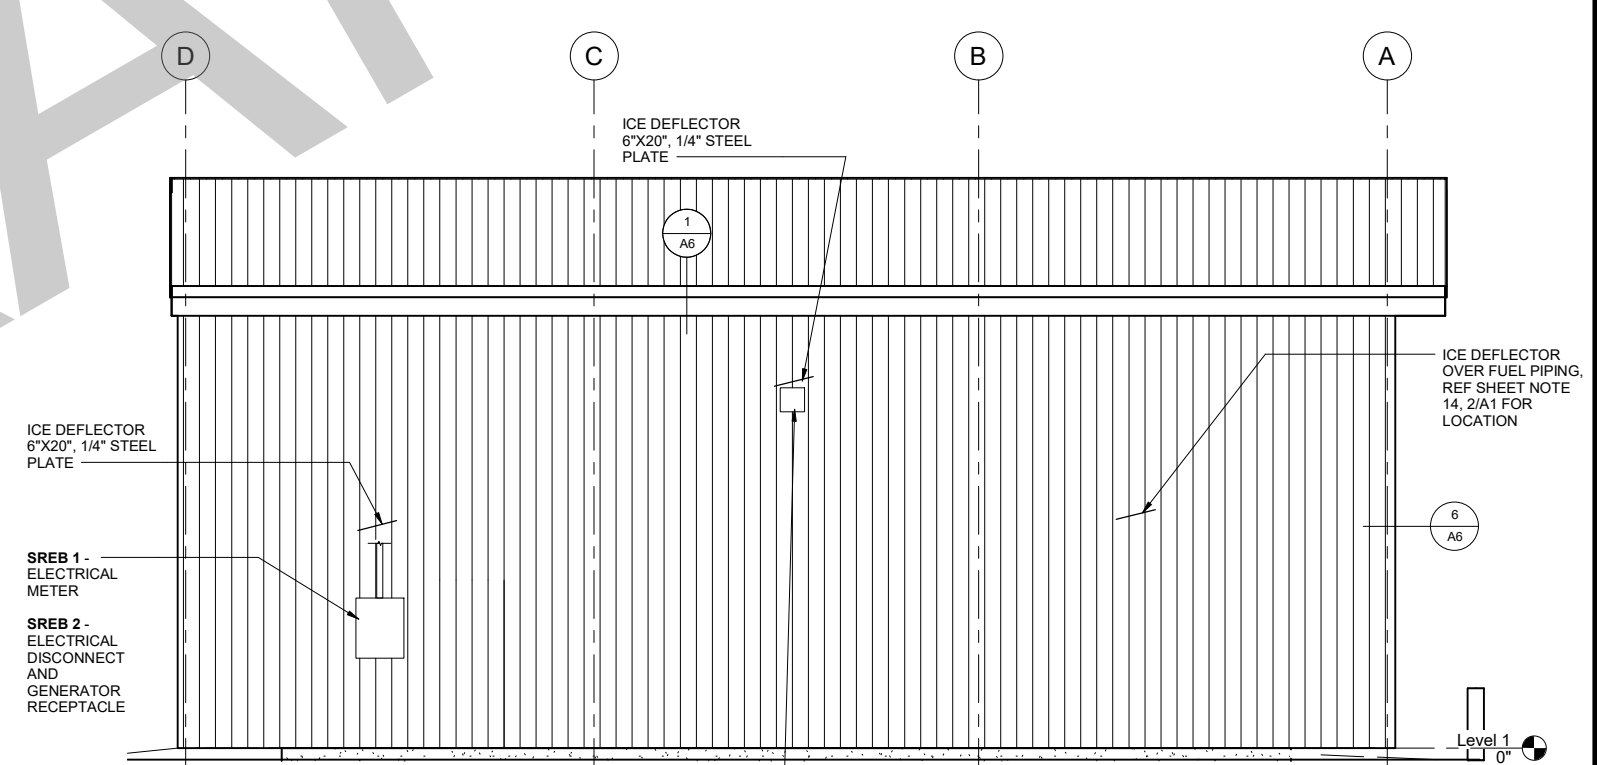 D
C
B
A
ICE DEFLECTOR
6"X20", 1/4" STEEL
PLATE
1
A6
ICE DEFLECTOR
OVER FUEL PIPING,
REF SHEET NOTE
14, 2/A1 FOR
LOCATION
ICE DEFLECTOR
6"X20", 1/4" STEEL
PLATE
6
A6
SREB 1 -
ELECTRICAL
METER
SREB 2 -
ELECTRICAL
DISCONNECT
AND
GENERATOR
RECEPTACLE
Level 1
0"